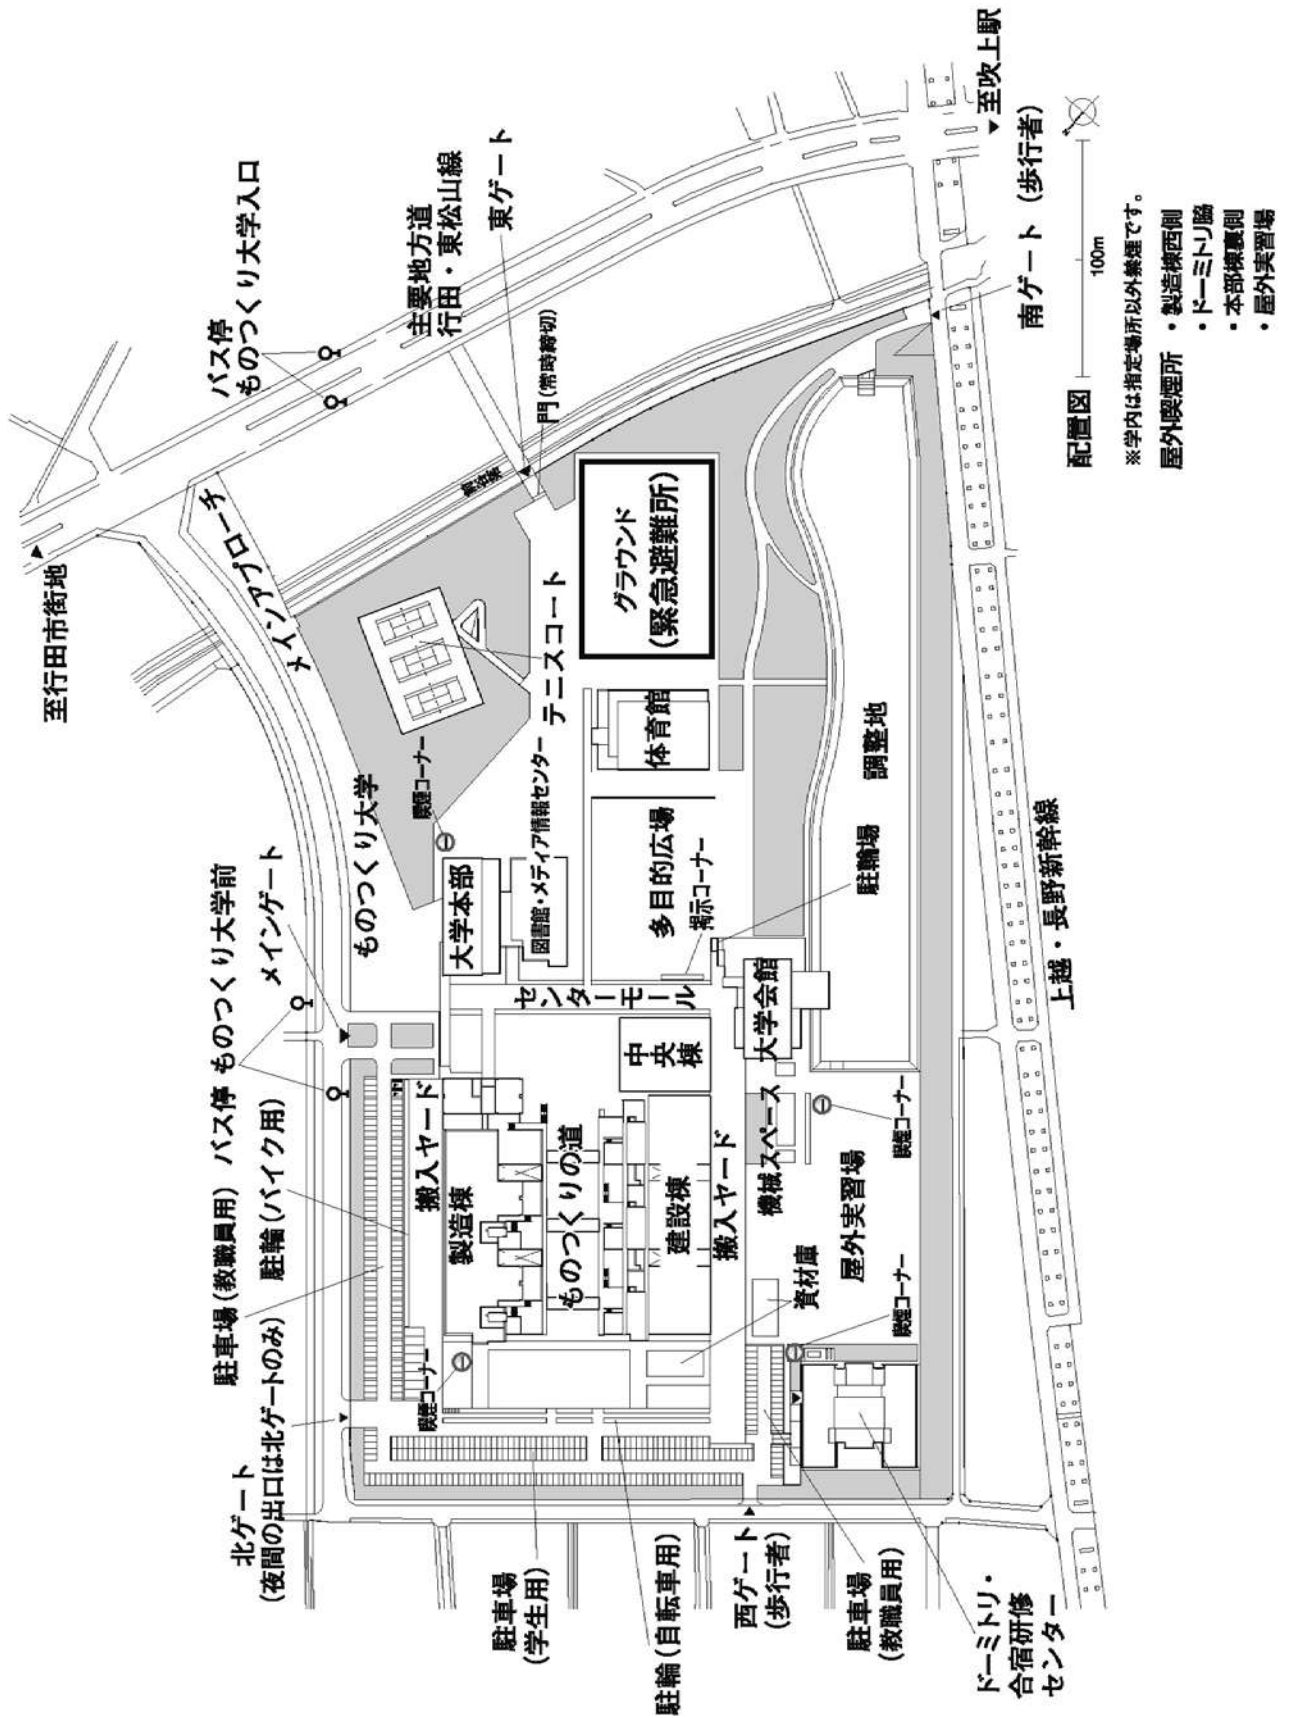 至行田市街地
バス停
ものつくり大学入口
主要地方道
行田・東松山線
東ゲート
門(常時締切)
メインアプローチ
至吹上駅
南ゲート (歩行者)
100m
配置図
※学内は指定場所以外禁煙です。
屋外喫煙所 ・製造棟西側
・ドーミトリ脇
・本部棟裏側
・屋外実習場
グラウンド
(緊急避難所)
テニスコート
体育館
調整地
喫煙コーナー
ものつくり大学
図書館・メディア情報センター
大学本部
多目的広場
掲示コーナー
駐輪場
上越・長野新幹線
センターモール
中央棟
大学会館
メインゲート
バス停 ものつくり大学前
駐輪(バイク用)
駐車場(教職員用)
搬入ヤード
製造棟
ものつくりの道
建設棟
搬入ヤード
機械スペース
屋外実習場
喫煙コーナー
資材庫
喫煙コーナー
喫煙コーナー
北ゲート
(夜間の出口は北ゲートのみ)
駐車場
(学生用)
駐輪(自転車用)
西ゲート
(歩行者)
駐車場
(教職員用)
ドーミトリ・
合宿研修
センター